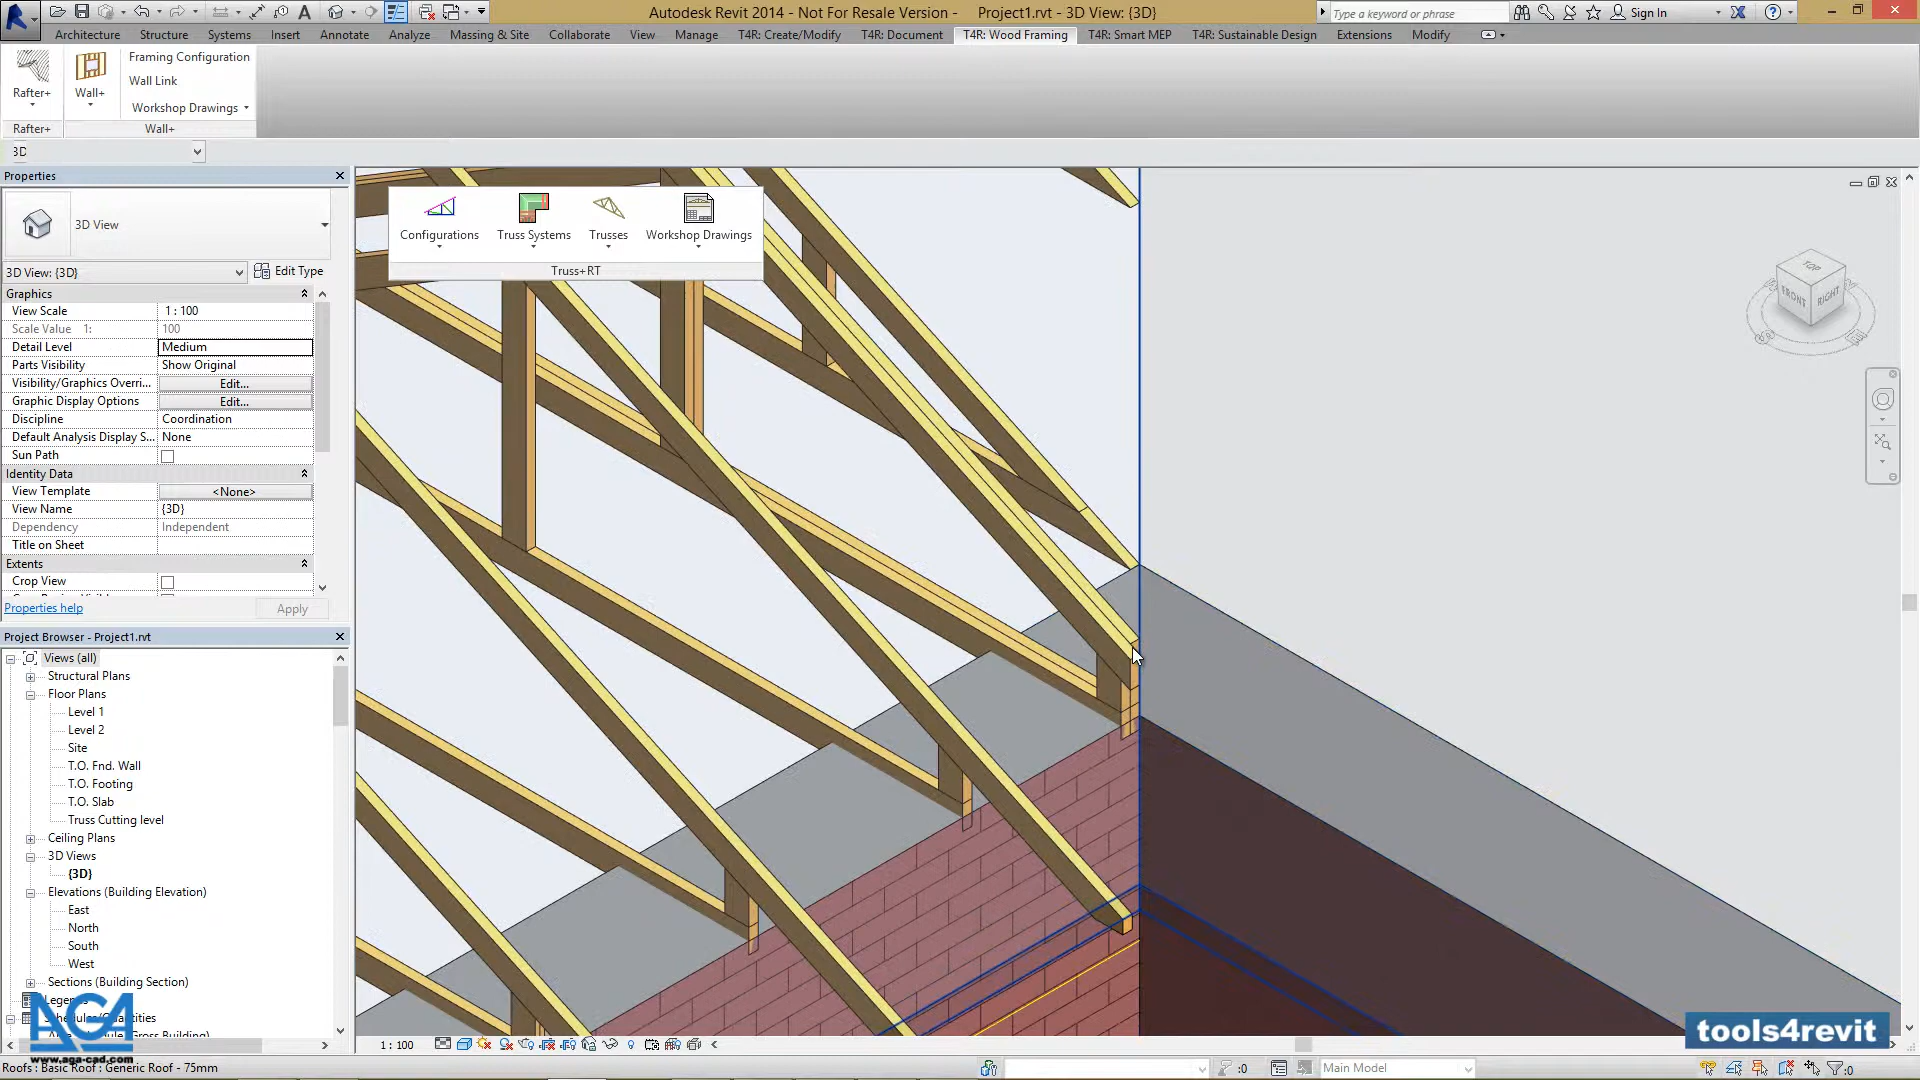 Autodesk Revit 2014 - Not For Resale Version - Project1.rvt - 3D View: {3D}
Type a keyword or phrase
Sign In
Architecture Structure Systems Insert Annotate Analyze Massing & Site Collaborate View Manage T4R: Create/Modify T4R: Document T4R: Wood Framing T4R: Smart MEP T4R: Sustainable Design Extensions Modify
Rafter+
Wall+
Framing Configuration
Wall Link
Workshop Drawings
Rafter+
Wall+
3D
Properties
3D View
3D View: {3D}
Edit Type
Graphics
View Scale 1 : 100
Scale Value 1: 100
Detail Level Medium
Parts Visibility Show Original
Visibility/Graphics Overri... Edit...
Graphic Display Options Edit...
Discipline Coordination
Default Analysis Display S... None
Sun Path
Identity Data
View Template <None>
View Name {3D}
Dependency Independent
Title on Sheet
Extents
Crop View
Properties help
Apply
Project Browser - Project1.rvt
Views (all)
Structural Plans
Floor Plans
Level 1
Level 2
Site
T.O. Fnd. Wall
T.O. Footing
T.O. Slab
Truss Cutting level
Ceiling Plans
3D Views
{3D}
Elevations (Building Elevation)
East
North
South
West
Sections (Building Section)
AGA
www.aga-cad.com
Configurations
Truss Systems
Trusses
Workshop Drawings
Truss+RT
TOP
FRONT
RIGHT
1 : 100
tools4revit
Roofs : Basic Roof : Generic Roof - 75mm
:0
Main Model
:0